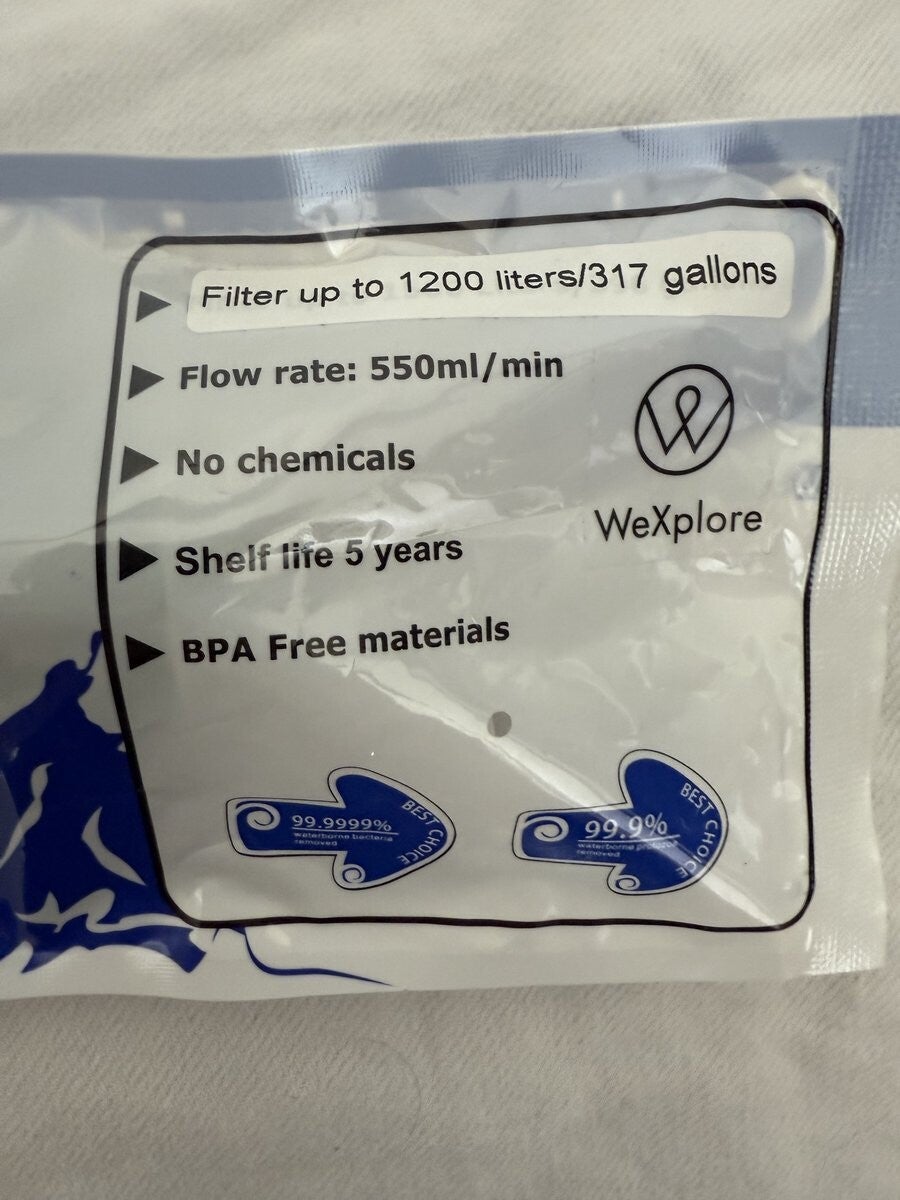 Filter up to 1200 liters/317 gallons
Flow rate: 550ml/min
No chemicals
Shelf life 5 years
BPA Free materials
WeXplore
99.9999%
waterborne bacteria
removed
BEST CHOICE
99.9%
waterborne protozoa
removed
BEST CHOICE